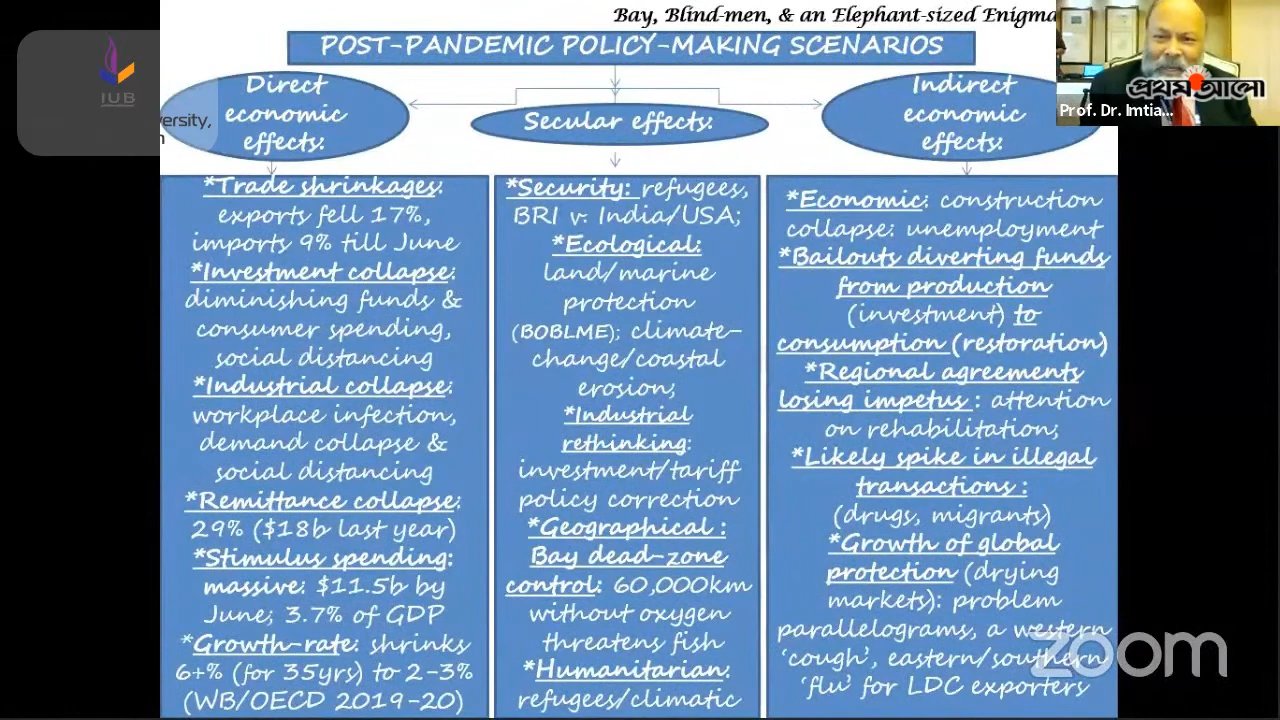 Bay, Blind-men, & an Elephant-sized Enigma
POST-PANDEMIC POLICY-MAKING SCENARIOS
IUB
versity,
n
Direct
economic
effects:
Secular effects:
Indirect
economic
effects:
প্রথম আলো
Prof. Dr. Imtia...
*Trade shrinkages:
exports fell 17%,
imports 9% till June
*Investment collapse:
diminishing funds &
consumer spending,
social distancing
*Industrial collapse:
workplace infection,
demand collapse &
social distancing
*Remittance collapse:
29% ($18b last year)
*Stimulus spending:
massive: $11.5b by
June; 3.7% of GDP
*Growth-rate: shrinks
6+% (for 35yrs) to 2-3%
(WB/OECD 2019-20)
*Security: refugees,
BRI v. India/USA;
*Ecological:
land/marine
protection
(BOBLME); climate-
change/coastal
erosion;
*Industrial
rethinking:
investment/tariff
policy correction
*Geographical :
Bay dead-zone
control: 60,000km
without oxygen
threatens fish
*Humanitarian:
refugees/climatic
*Economic: construction
collapse: unemployment
*Bailouts diverting funds
from production
(investment) to
consumption (restoration)
*Regional agreements
losing impetus : attention
on rehabilitation;
*Likely spike in illegal
transactions :
(drugs, migrants)
*Growth of global
protection (drying
markets): problem
parallelograms, a western
'cough', eastern/southern
'flu' for LDC exporters
zoom